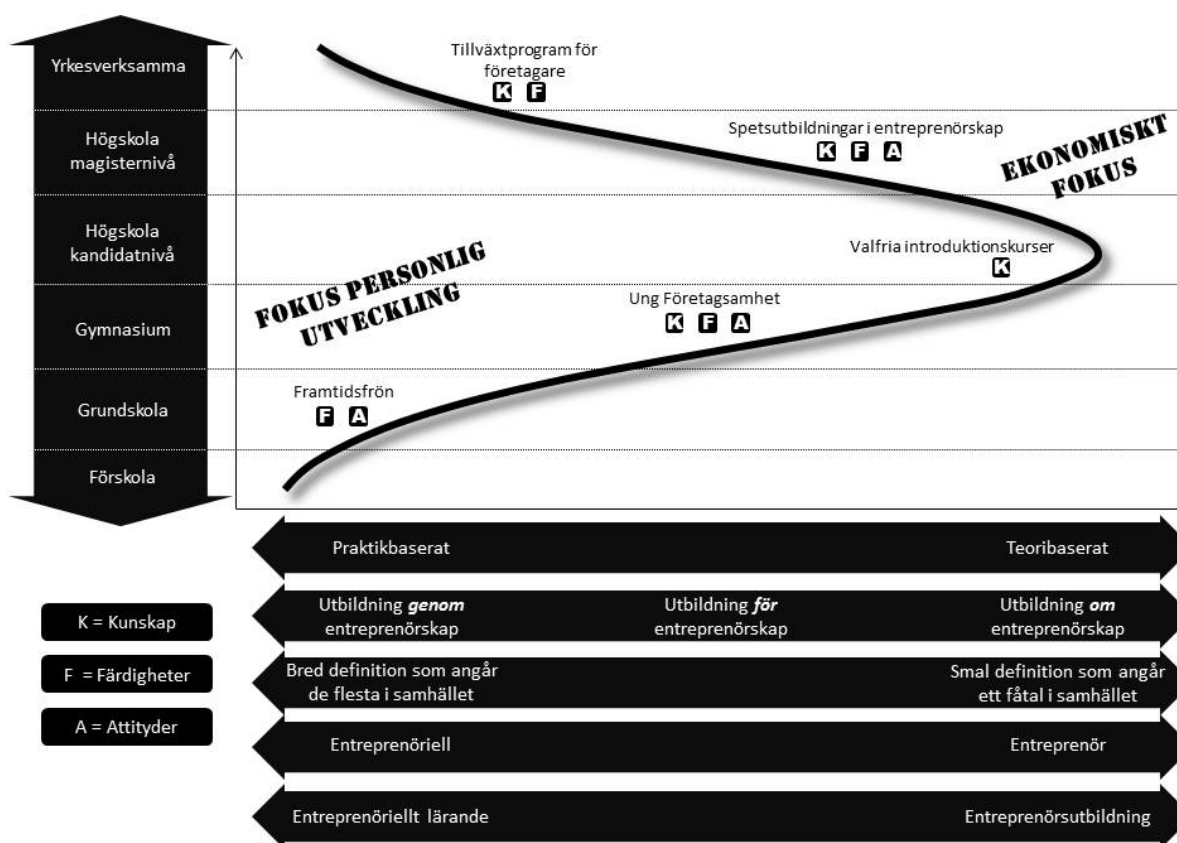 Yrkesverksamma
Högskola
magisternivå
Högskola
kandidatnivå
Gymnasium
Grundskola
Förskola
Tillväxtprogram för
företagare
K F
Spetsutbildningar i entreprenörskap
K F A
EKONOMISKT
FOKUS
Valfria introduktionskurser
K
FOKUS PERSONLIG
UTVECKLING
Ung Företagsamhet
K F A
Framtidsfrön
F A
Praktikbaserat
Teoribaserat
Utbildning genom
entreprenörskap
Utbildning för
entreprenörskap
Utbildning om
entreprenörskap
Bred definition som angår
de flesta i samhället
Smal definition som angår
ett fåtal i samhället
Entreprenöriell
Entreprenör
Entreprenöriellt lärande
Entreprenörsutbildning
K = Kunskap
F = Färdigheter
A = Attityder